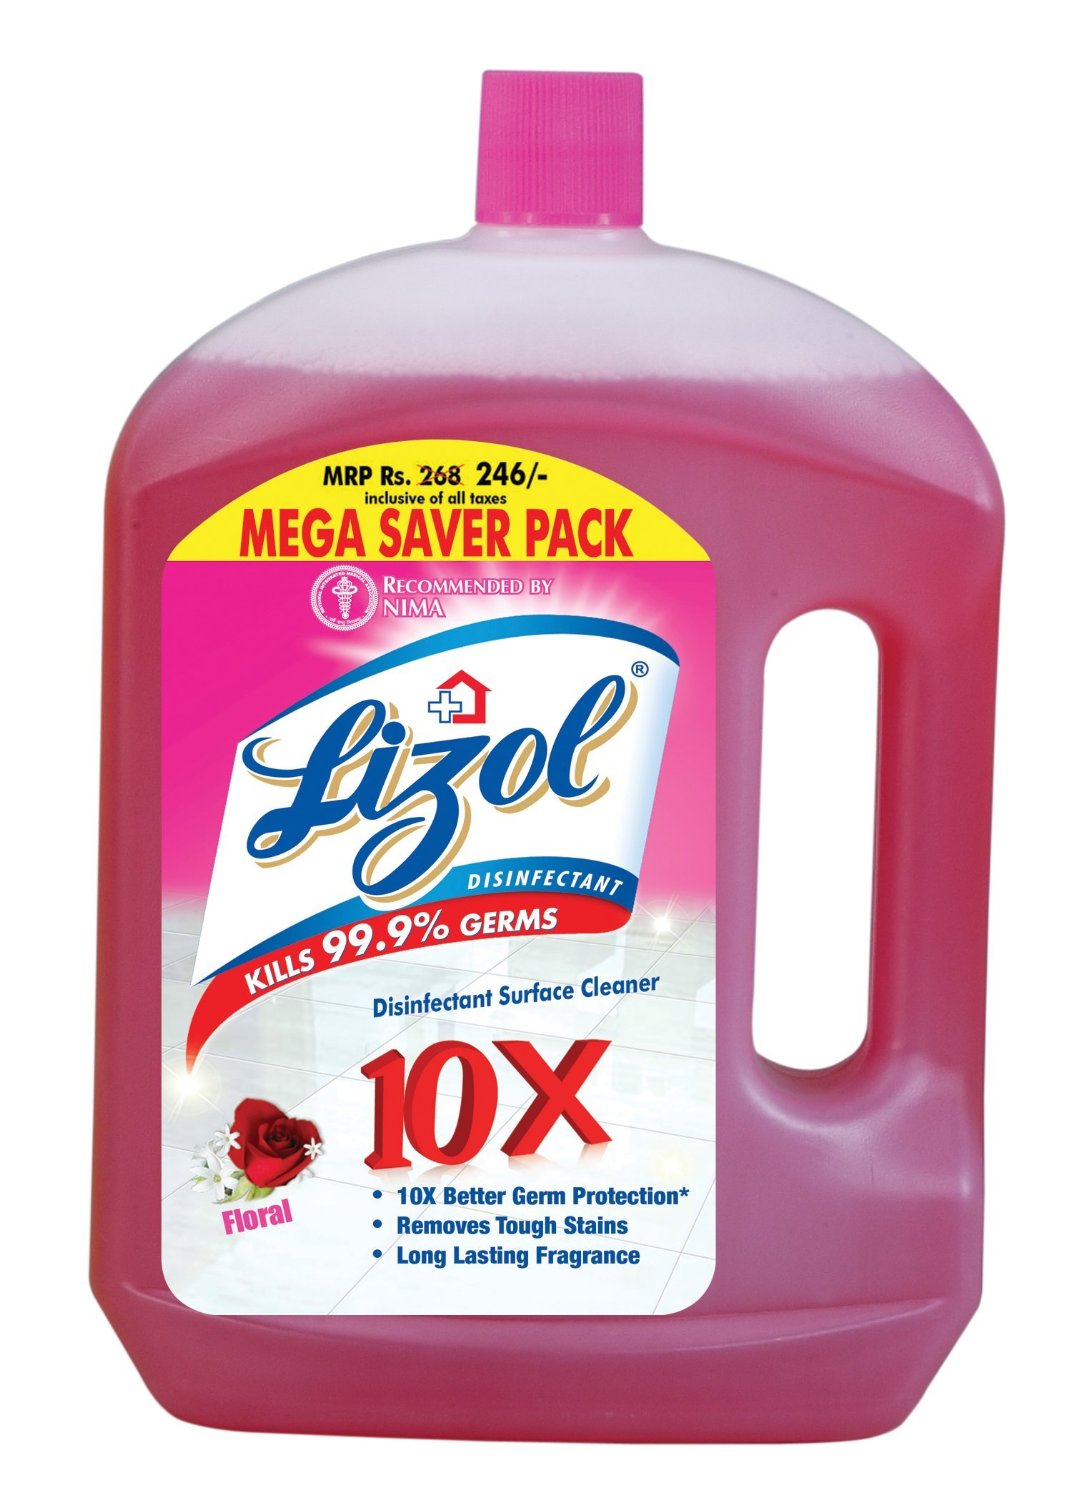 MRP Rs. 268 246/-
inclusive of all taxes
MEGA SAVER PACK
RECOMMENDED BY
NIMA
Lizol®
DISINFECTANT
KILLS 99.9% GERMS
Disinfectant Surface Cleaner
10X
• 10X Better Germ Protection*
• Removes Tough Stains
• Long Lasting Fragrance
Floral